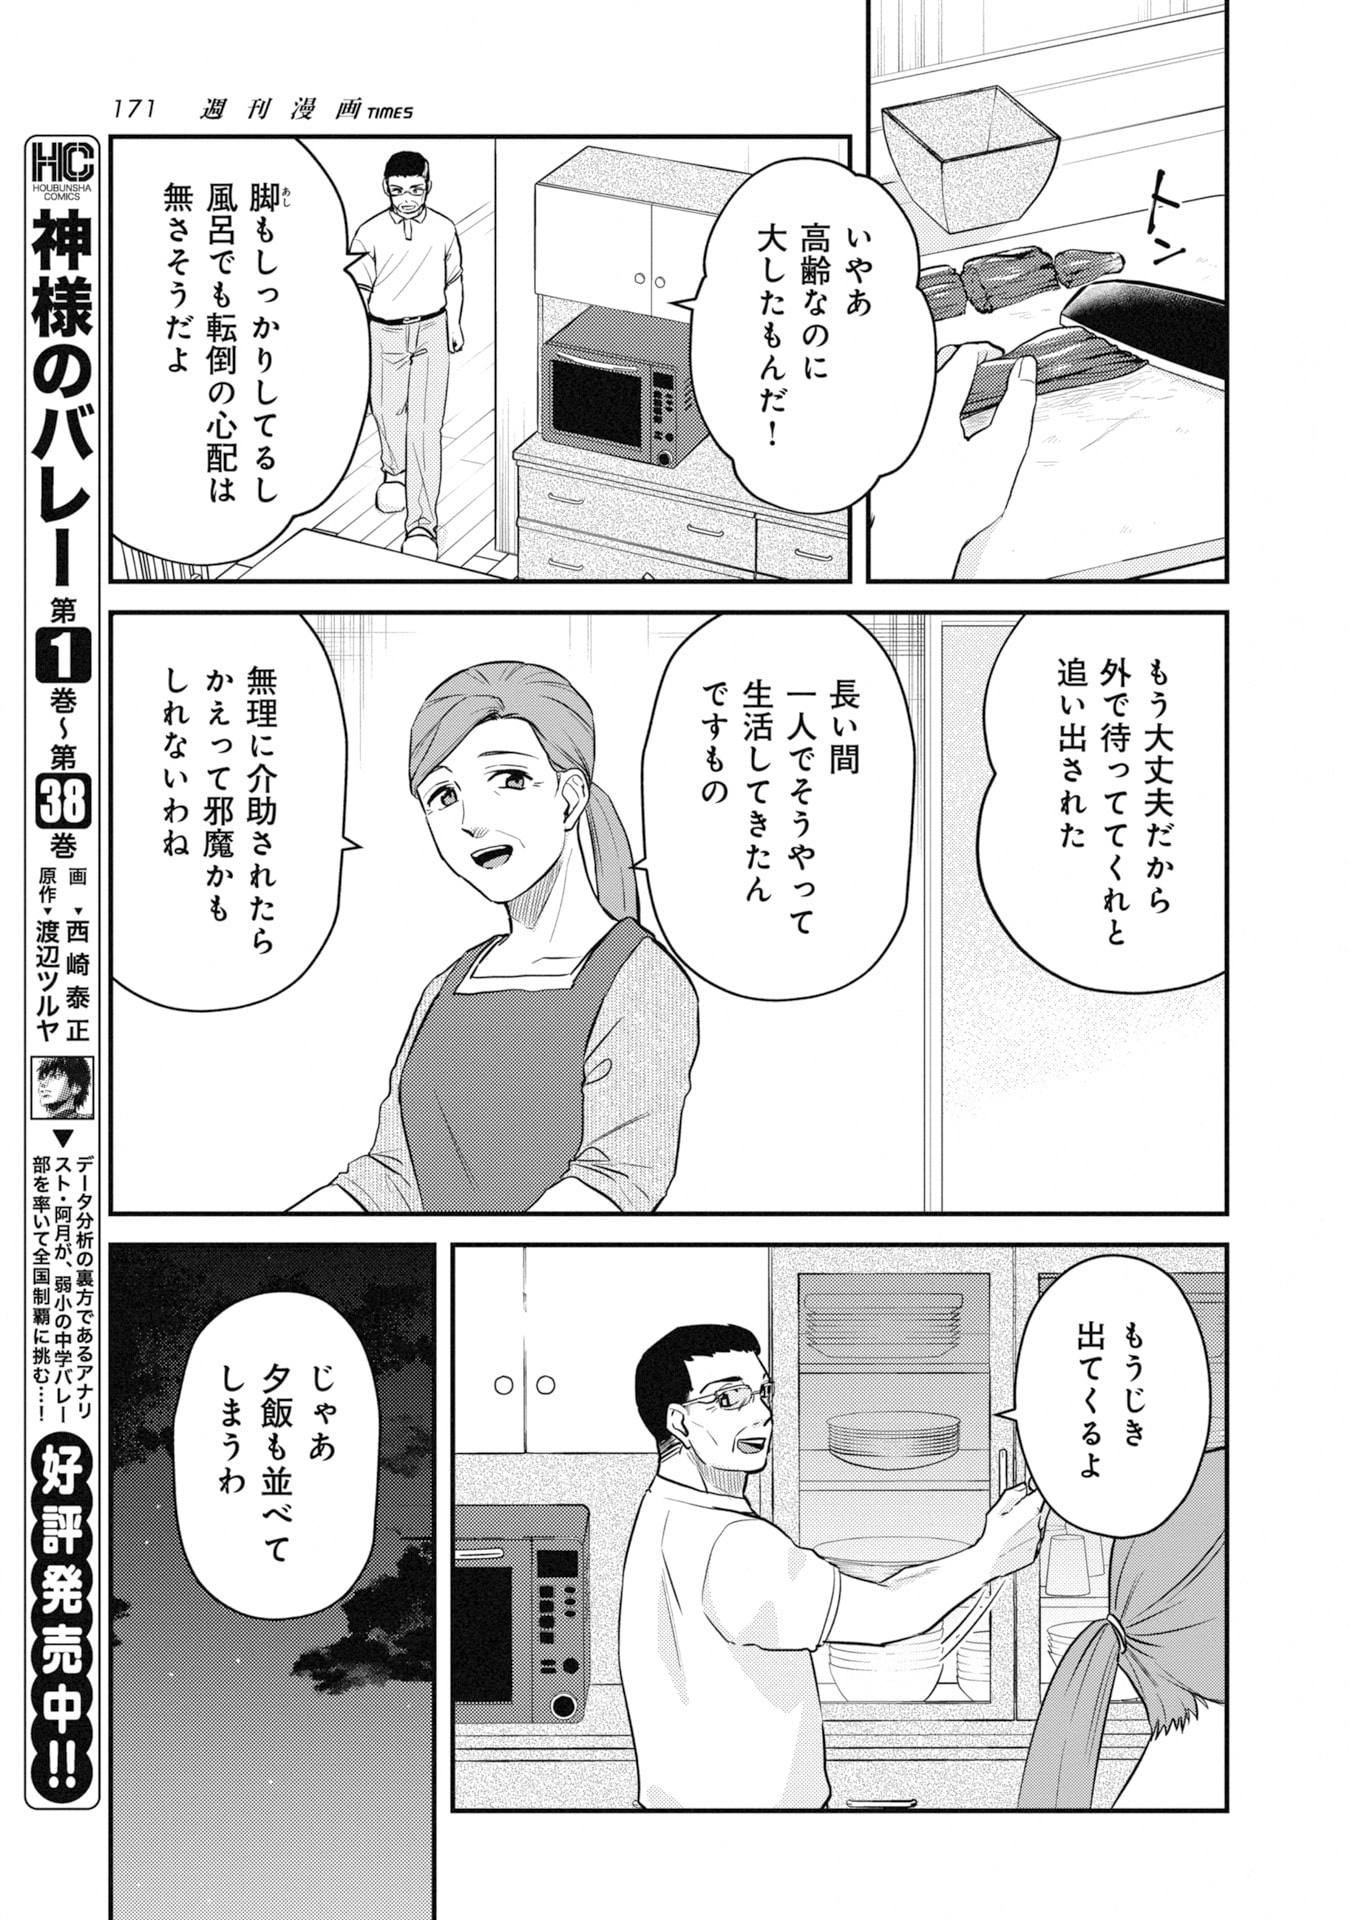 171 週刊漫画TIMES
トン
いやあ
高齢なのに
大したもんだ！
脚もしっかりしてるし
あし
風呂でも転倒の心配は
無さそうだよ
もう大丈夫だから
外で待っててくれと
追い出された
長い間
一人でそうやって
生活してきたん
ですもの
無理に介助されたら
かえって邪魔かも
しれないわね
もうじき
出てくるよ
じゃあ
夕飯も並べて
しまうわ
HC
HOUBUNSHA
COMICS
神様のバレー
第1巻～第38巻
画▼西崎泰正
原作▼渡辺ツルヤ
▼
データ分析の裏方であるアナリ
スト・阿月が、弱小の中学バレー
部を率いて全国制覇に挑む…！
好評発売中!!